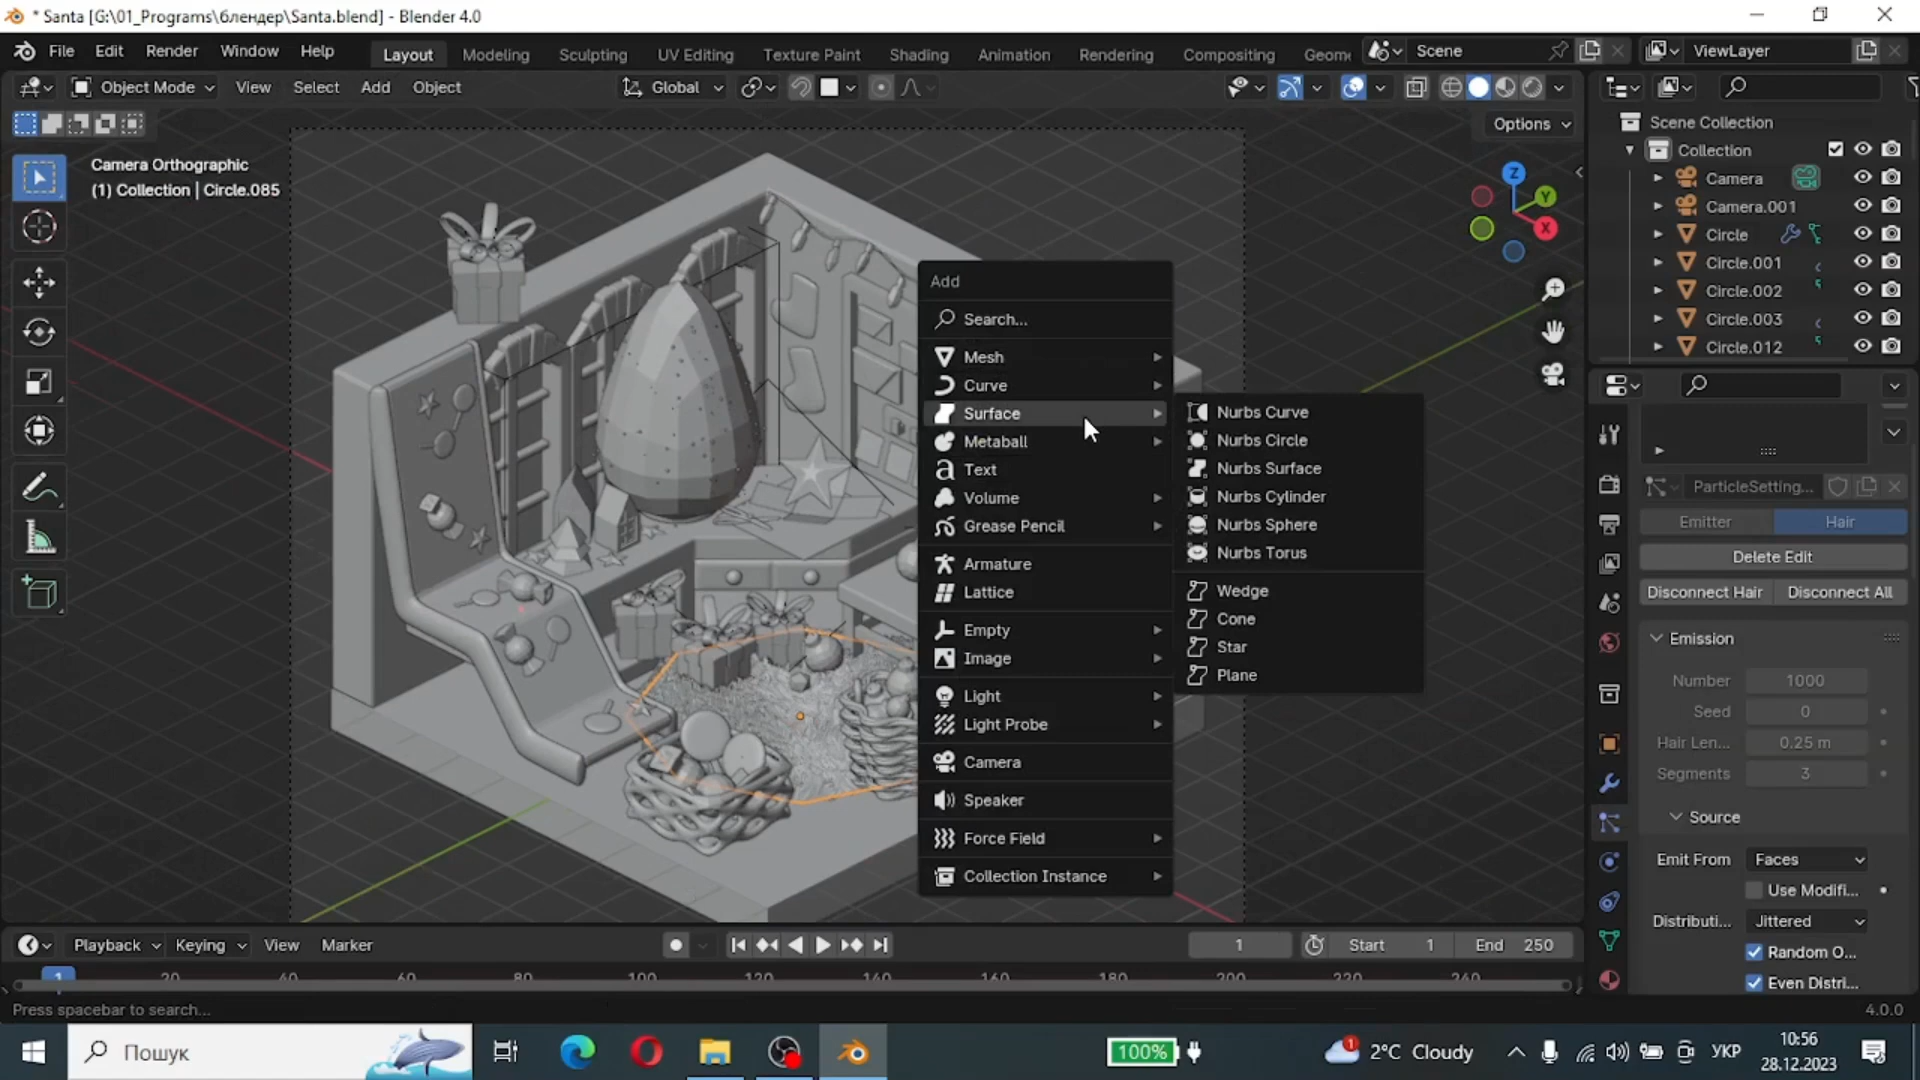 * Santa [G:\01_Programs\блендер\Santa.blend] - Blender 4.0
File Edit Render Window Help
Layout Modeling Sculpting UV Editing Texture Paint Shading Animation Rendering Compositing Geom
Scene
ViewLayer
Object Mode View Select Add Object
Global
Options
Camera Orthographic
(1) Collection | Circle.085
Z
Y
X
Add
Search...
Mesh
Curve
Surface
Metaball
Text
Volume
Grease Pencil
Armature
Lattice
Empty
Image
Light
Light Probe
Camera
Speaker
Force Field
Collection Instance
Nurbs Curve
Nurbs Circle
Nurbs Surface
Nurbs Cylinder
Nurbs Sphere
Nurbs Torus
Wedge
Cone
Star
Plane
Scene Collection
Collection
Camera
Camera.001
Circle
Circle.001
Circle.002
Circle.003
Circle.012
ParticleSetting...
Emitter Hair
Delete Edit
Disconnect Hair Disconnect All
Emission
Number 1000
Seed 0
Hair Len... 0.25 m
Segments 3
Source
Emit From Faces
Use Modifi...
Distributi... Jittered
Random O...
Even Distri...
Playback Keying View Marker
1 Start 1 End 250
1 20 40 60 80 100 120 140 160 180 200 220 240
Press spacebar to search...
4.0.0
Пошук
100%
1
2°C Cloudy
УКР
10:56
28.12.2023